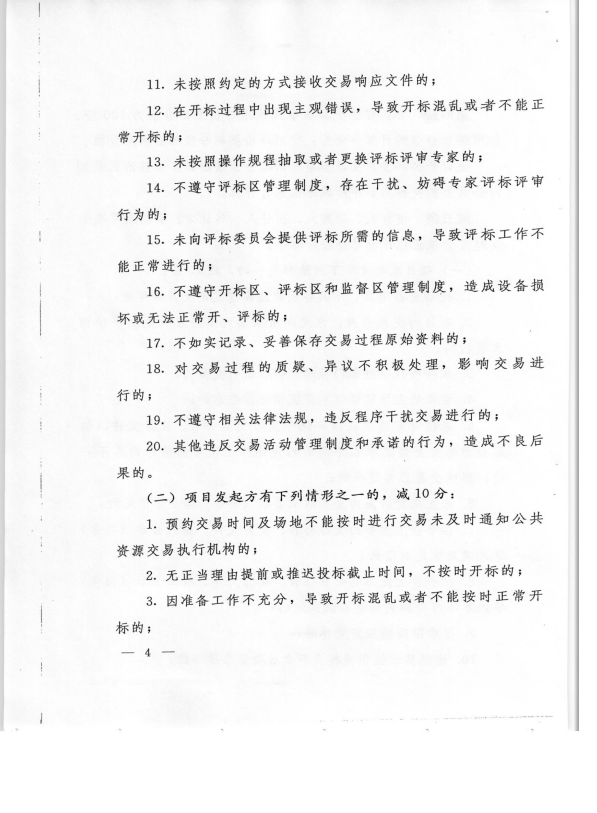 11. 未按照约定的方式接收交易响应文件的；
12. 在开标过程中出现主观错误，导致开标混乱或者不能正
常开标的；
13. 未按照操作规程抽取或者更换评标评审专家的；
14. 不遵守评标区管理制度，存在干扰、妨碍专家评标评审
行为的；
15. 未向评标委员会提供评标所需的信息，导致评标工作不
能正常进行的；
16. 不遵守开标区、评标区和监督区管理制度，造成设备损
坏或无法正常开、评标的；
17. 不如实记录、妥善保存交易过程原始资料的；
18. 对交易过程的质疑、异议不积极处理，影响交易进
行的；
19. 不遵守相关法律法规，违反程序干扰交易进行的；
20. 其他违反交易活动管理制度和承诺的行为，造成不良后
果的。
（二）项目发起方有下列情形之一的，减 10 分：
1. 预约交易时间及场地不能按时进行交易未及时通知公共
资源交易执行机构的；
2. 无正当理由提前或推迟投标截止时间，不按时开标的；
3. 因准备工作不充分，导致开标混乱或者不能按时正常开
标的；
— 4 —